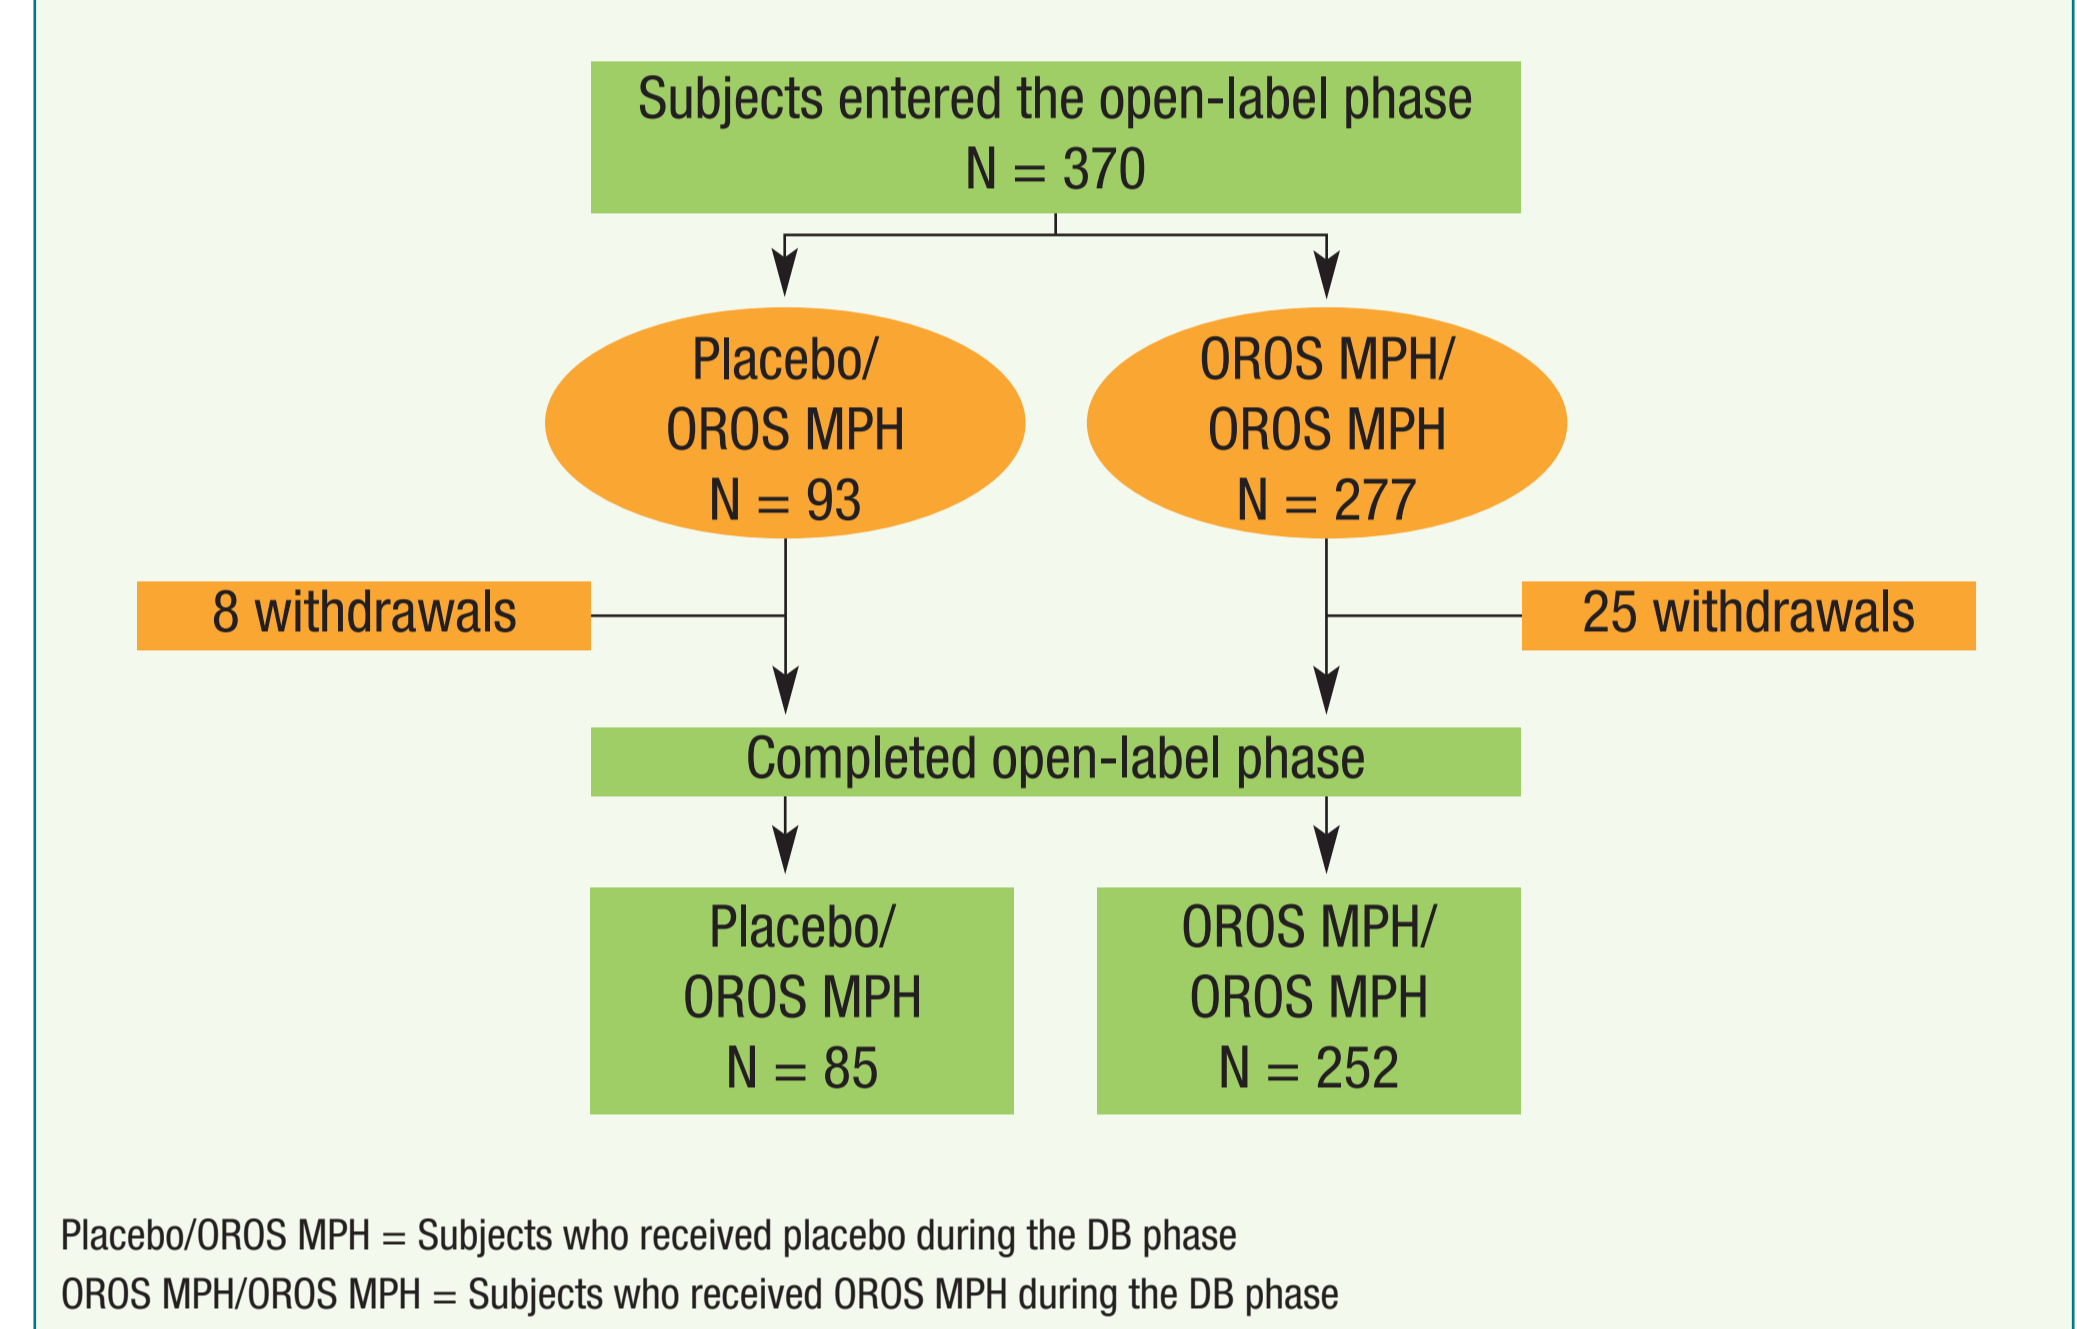 Subjects entered the open-label phase
N = 370
Placebo/
OROS MPH
N = 93
OROS MPH/
OROS MPH
N = 277
8 withdrawals
25 withdrawals
Completed open-label phase
Placebo/
OROS MPH
N = 85
OROS MPH/
OROS MPH
N = 252
Placebo/OROS MPH = Subjects who received placebo during the DB phase
OROS MPH/OROS MPH = Subjects who received OROS MPH during the DB phase